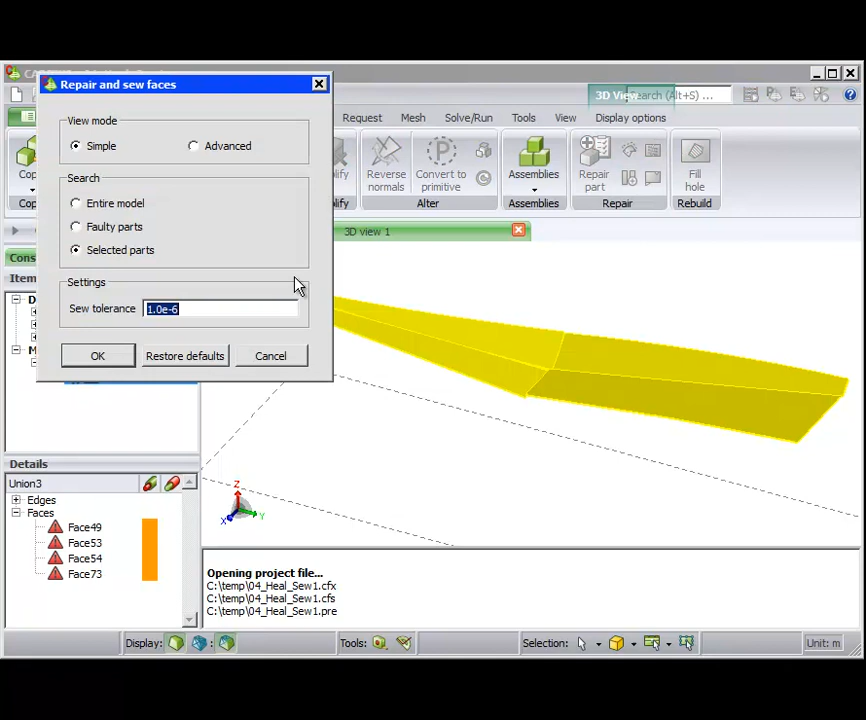 Repair and sew faces
View mode
Simple
Advanced
Search
Entire model
Faulty parts
Selected parts
Settings
Sew tolerance
1.0e-6
OK
Restore defaults
Cancel
3D View
Search (Alt+S) ...
Request
Mesh
Solve/Run
Tools
View
Display options
Reverse
normals
Convert to
primitive
Alter
Assemblies
Assemblies
Repair
part
Repair
Fill
hole
Rebuild
3D view 1
Details
Union3
Edges
Faces
Face49
Face53
Face54
Face73
Z
X
Y
Opening project file...
C:\temp\04_Heal_Sew1.cfx
C:\temp\04_Heal_Sew1.cfs
C:\temp\04_Heal_Sew1.pre
Display:
Tools:
Selection:
Unit: m